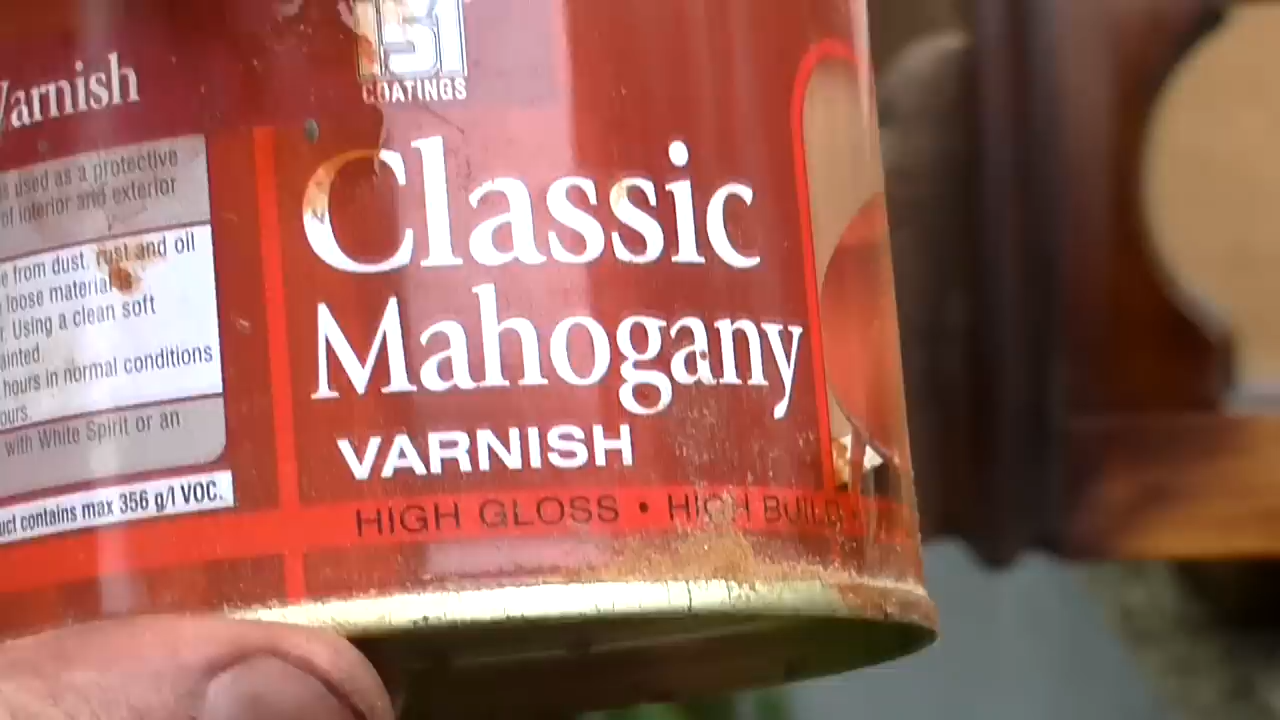 Varnish
s used as a protective
of interior and exterior
e from dust, rust and oil
loose material is
r. Using a clean soft
ainted.
hours in normal conditions
ours.
with White Spirit or an
uct contains max 356 g/l VOC.
151
COATINGS
Classic
Mahogany
VARNISH
HIGH GLOSS • HIGH BUILD